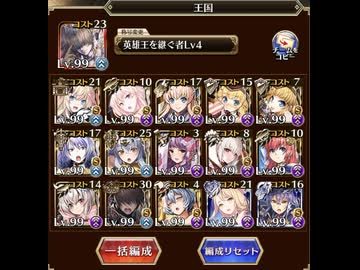 王国
コスト23
Lv.99
称号変更
英雄王を継ぐ者Lv4
チームを
コピー
コスト21 コスト10 コスト17 コスト15 コスト7
Lv.99 Lv.99 Lv.99 Lv.99 Lv.99
コスト17 コスト25 コスト3 コスト8 コスト10
Lv.99 Lv.99 Lv.99 Lv.99 Lv.99
コスト14 コスト30 コスト4 コスト21 コスト16
Lv.99 Lv.99 Lv.99 Lv.99 Lv.99
一括編成
編成リセット